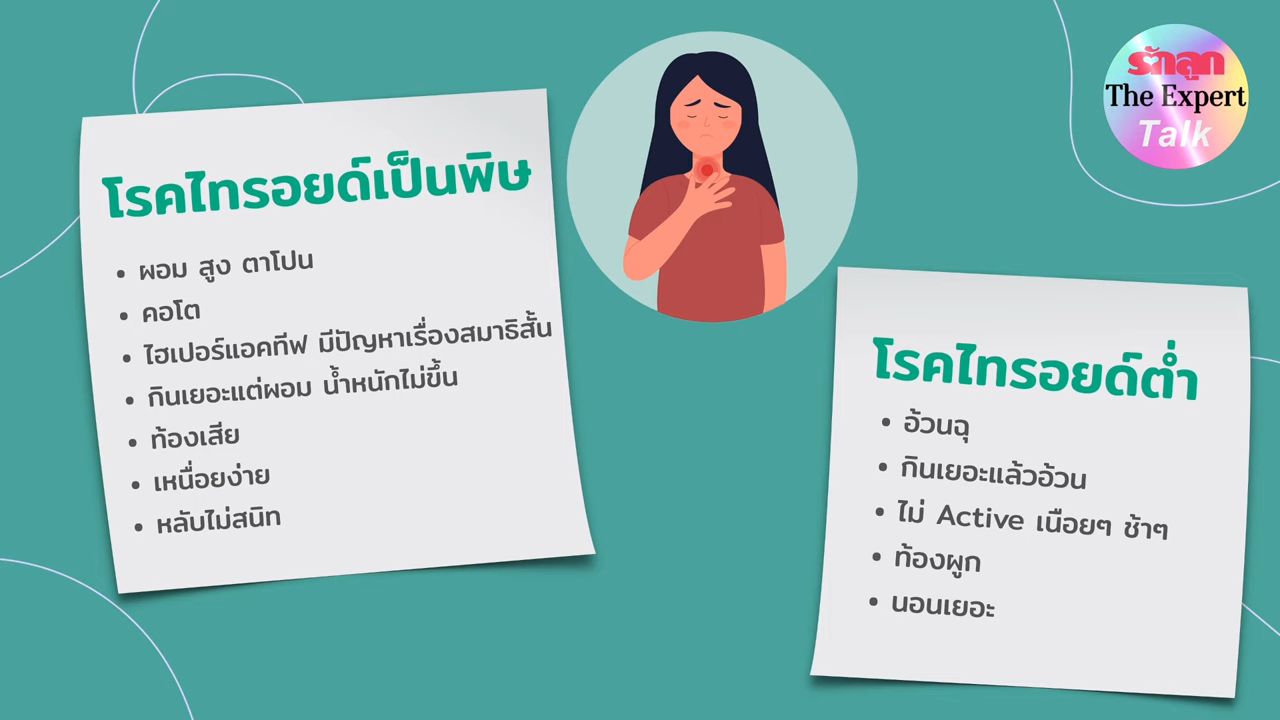 รักลูก
The Expert
Talk
โรคไทรอยด์เป็นพิษ
• ผอม สูง ตาโปน
• คอโต
• ไฮเปอร์แอคทีฟ มีปัญหาเรื่องสมาธิสั้น
• กินเยอะแต่ผอม น้ำหนักไม่ขึ้น
• ท้องเสีย
• เหนื่อยง่าย
• หลับไม่สนิท
โรคไทรอยด์ต่ำ
• อ้วนฉุ
• กินเยอะแล้วอ้วน
• ไม่ Active เนือยๆ ช้าๆ
• ท้องผูก
• นอนเยอะ